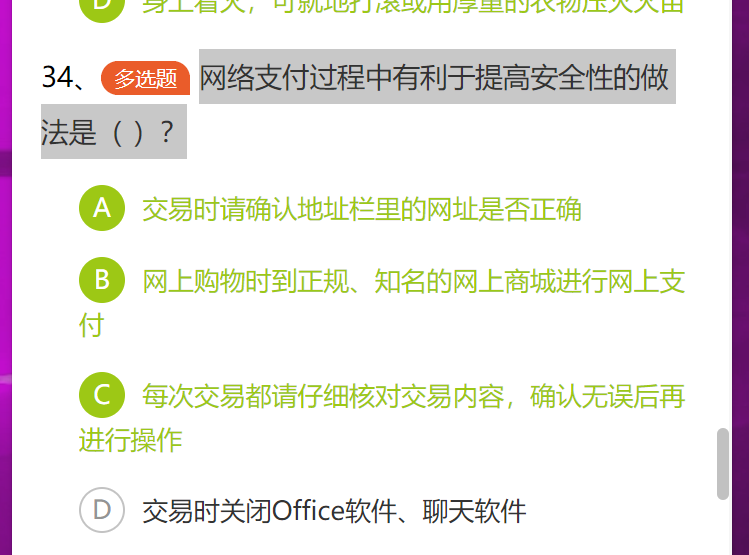 D 身上着火，可就地打滚或用厚重的衣物压灭火苗
34、 多选题 网络支付过程中有利于提高安全性的做
法是（ ）？
A 交易时请确认地址栏里的网址是否正确
B 网上购物时到正规、知名的网上商城进行网上支
付
C 每次交易都请仔细核对交易内容，确认无误后再
进行操作
D 交易时关闭Office软件、聊天软件